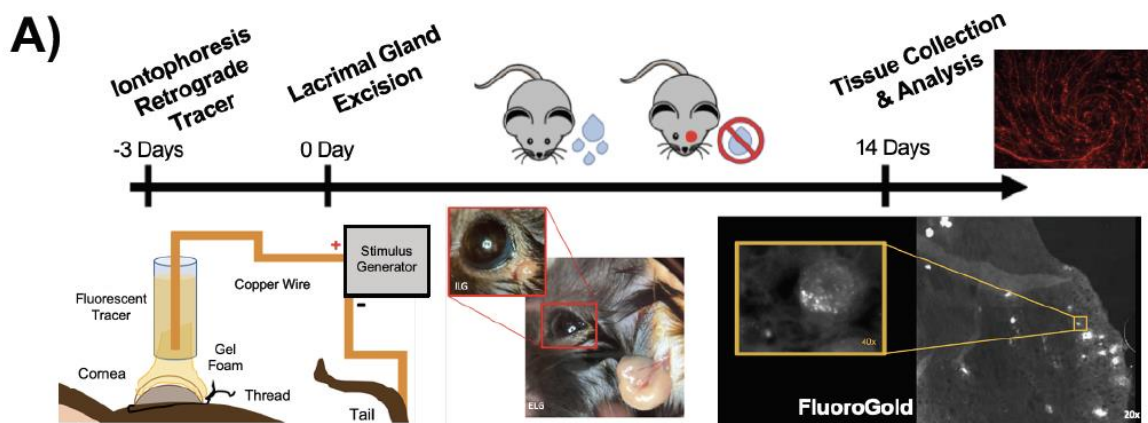 A)
Iontophoresis
Retrograde
Tracer
Lacrimal Gland
Excision
Tissue Collection
& Analysis
-3 Days
0 Day
14 Days
+
Stimulus
Generator
-
Copper Wire
Fluorescent
Tracer
Gel
Foam
Cornea
Thread
Tail
ILG
ELG
40x
FluoroGold
20x